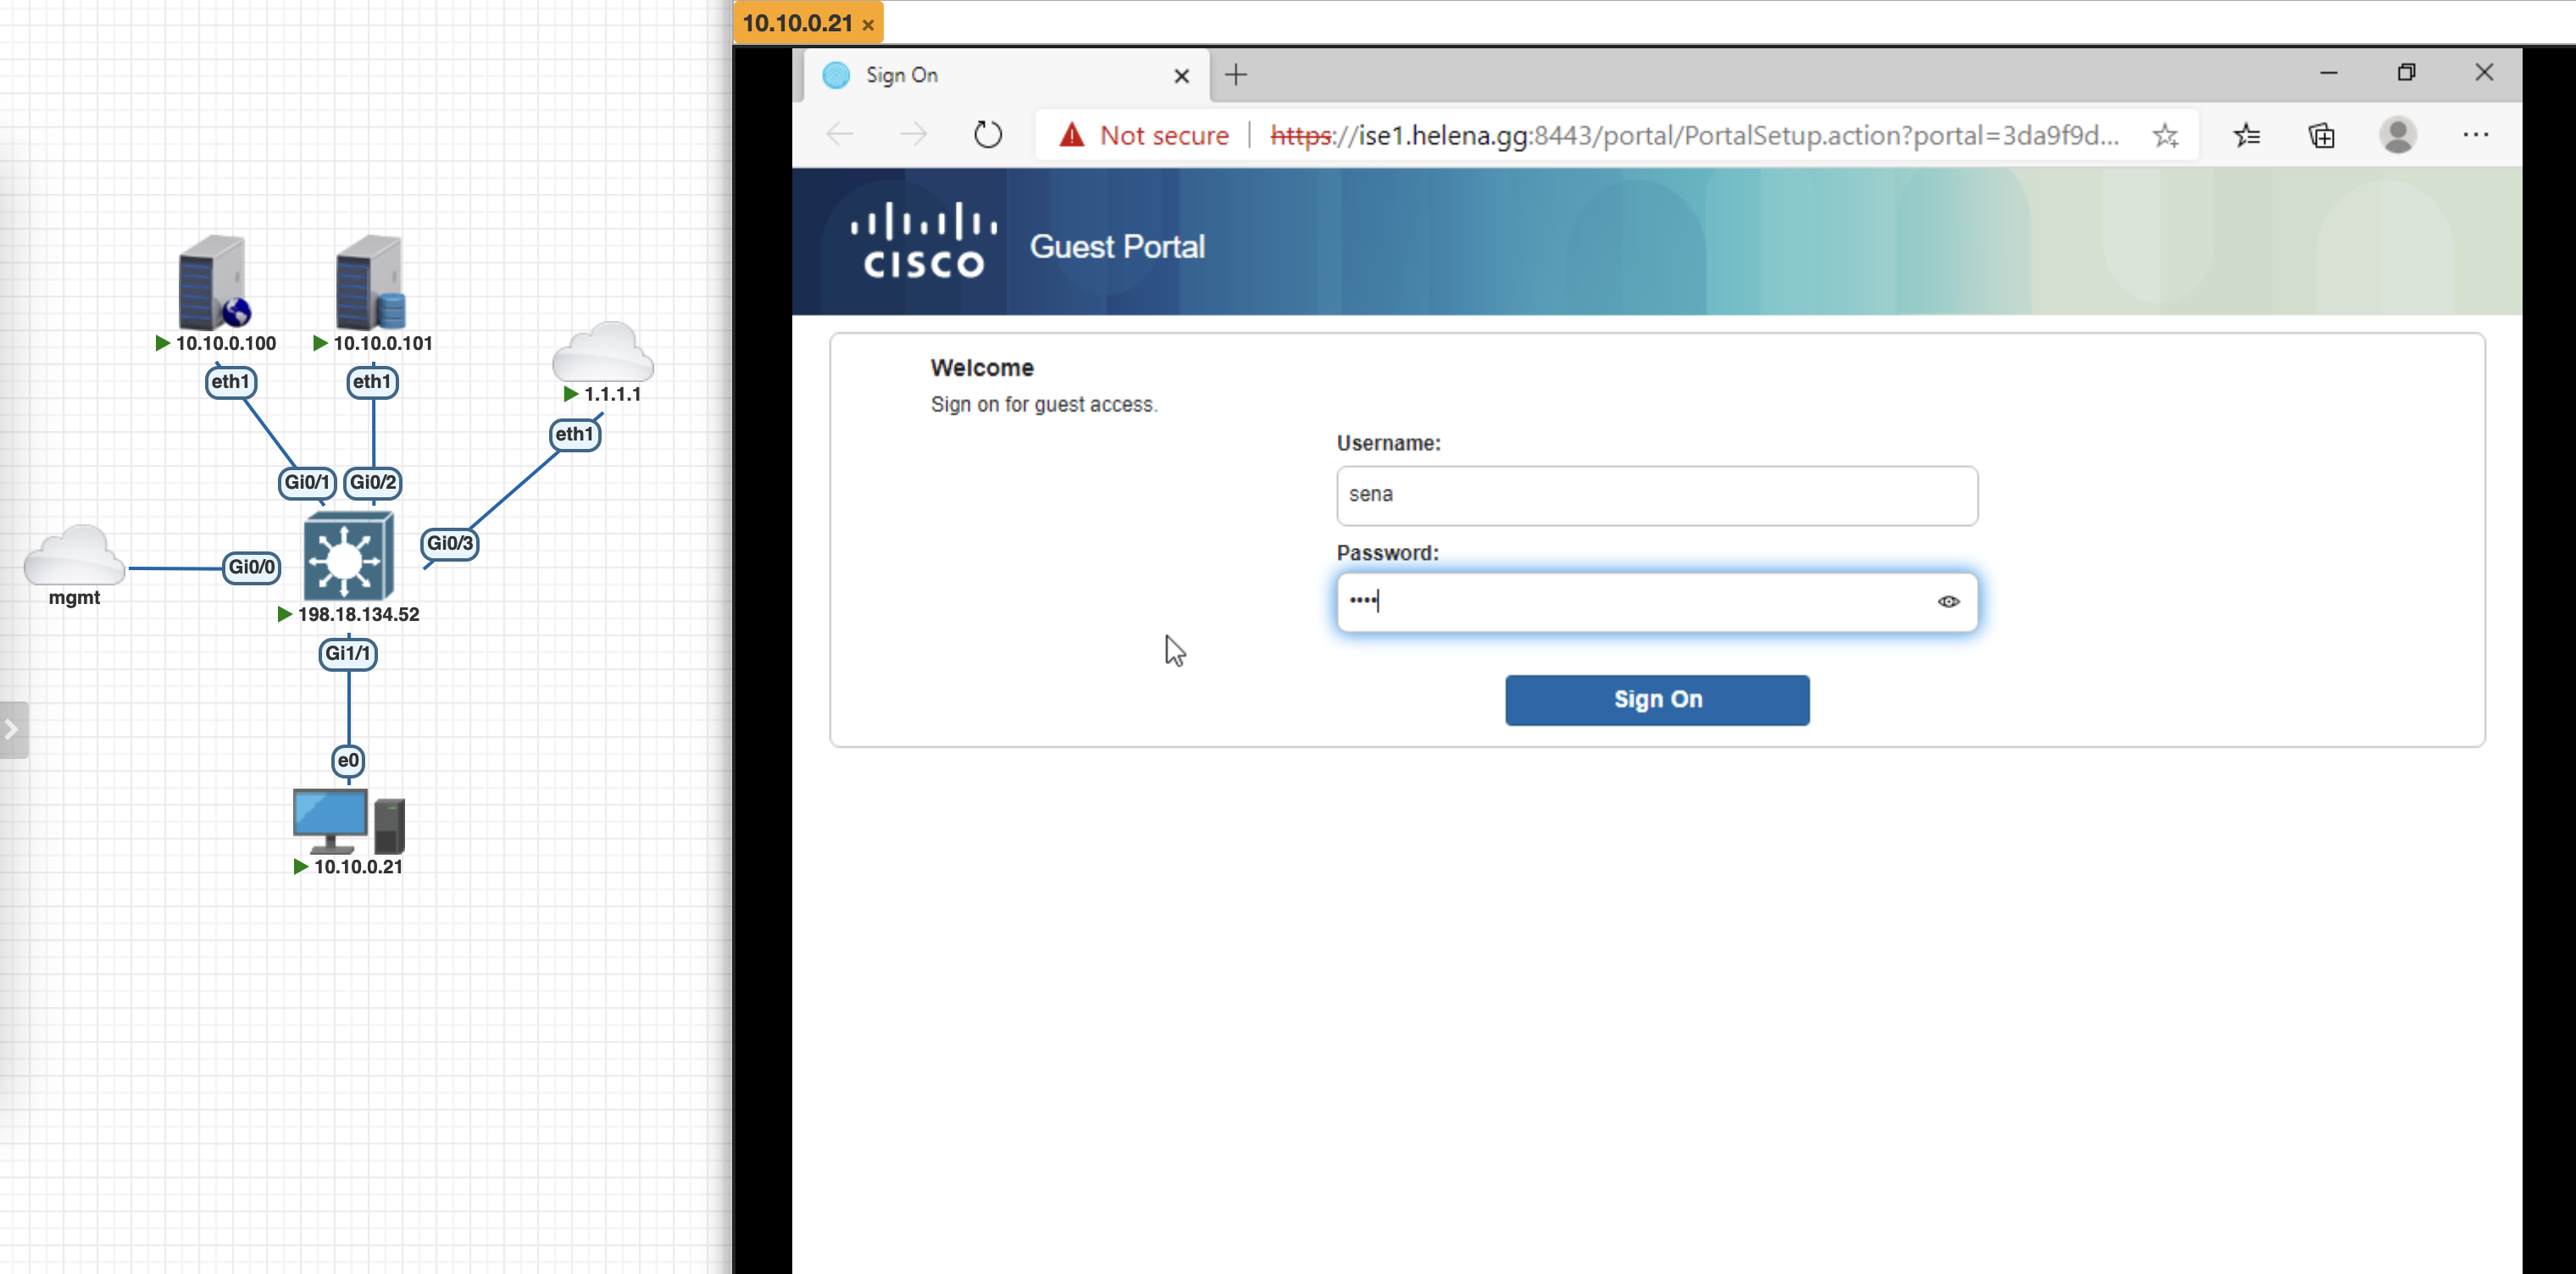 10.10.0.100
10.10.0.101
1.1.1.1
eth1
eth1
eth1
Gi0/1
Gi0/2
Gi0/3
Gi0/0
mgmt
198.18.134.52
Gi1/1
e0
10.10.0.21
10.10.0.21 ×
Sign On
Not secure | https://ise1.helena.gg:8443/portal/PortalSetup.action?portal=3da9f9d...
CISCO
Guest Portal
Welcome
Sign on for guest access.
Username:
sena
Password:
••••
Sign On